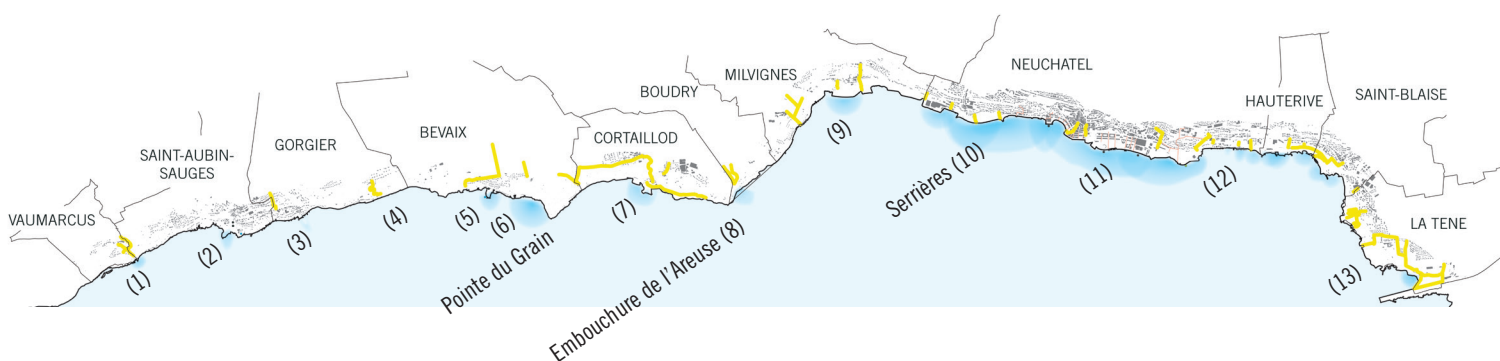 VAUMARCUS
SAINT-AUBIN-
SAUGES
GORGIER
BEVAIX
CORTAILLOD
BOUDRY
MILVIGNES
NEUCHATEL
HAUTERIVE
SAINT-BLAISE
LA TENE
(1)
(2)
(3)
(4)
(5)
(6)
Pointe du Grain
(7)
Embouchure de l'Areuse (8)
(9)
Serrières (10)
(11)
(12)
(13)